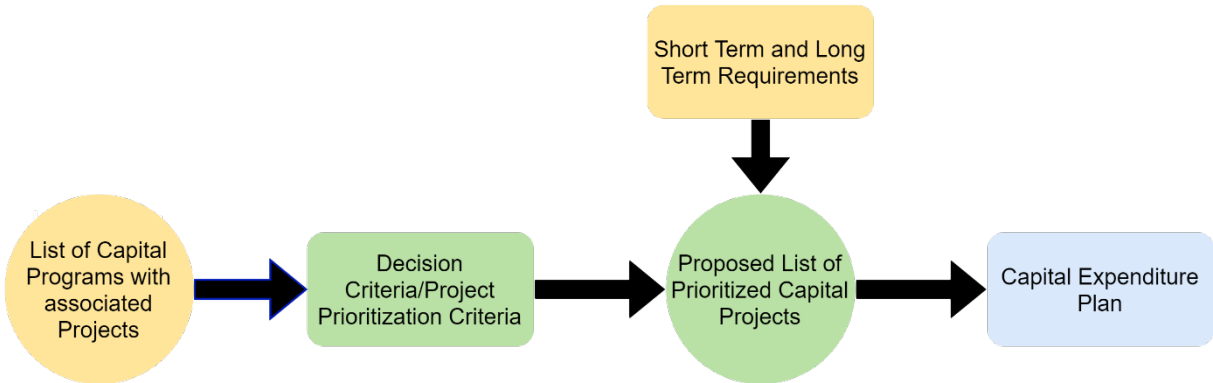 Short Term and Long
Term Requirements
List of Capital
Programs with
associated
Projects
Decision
Criteria/Project
Prioritization Criteria
Proposed List of
Prioritized Capital
Projects
Capital Expenditure
Plan